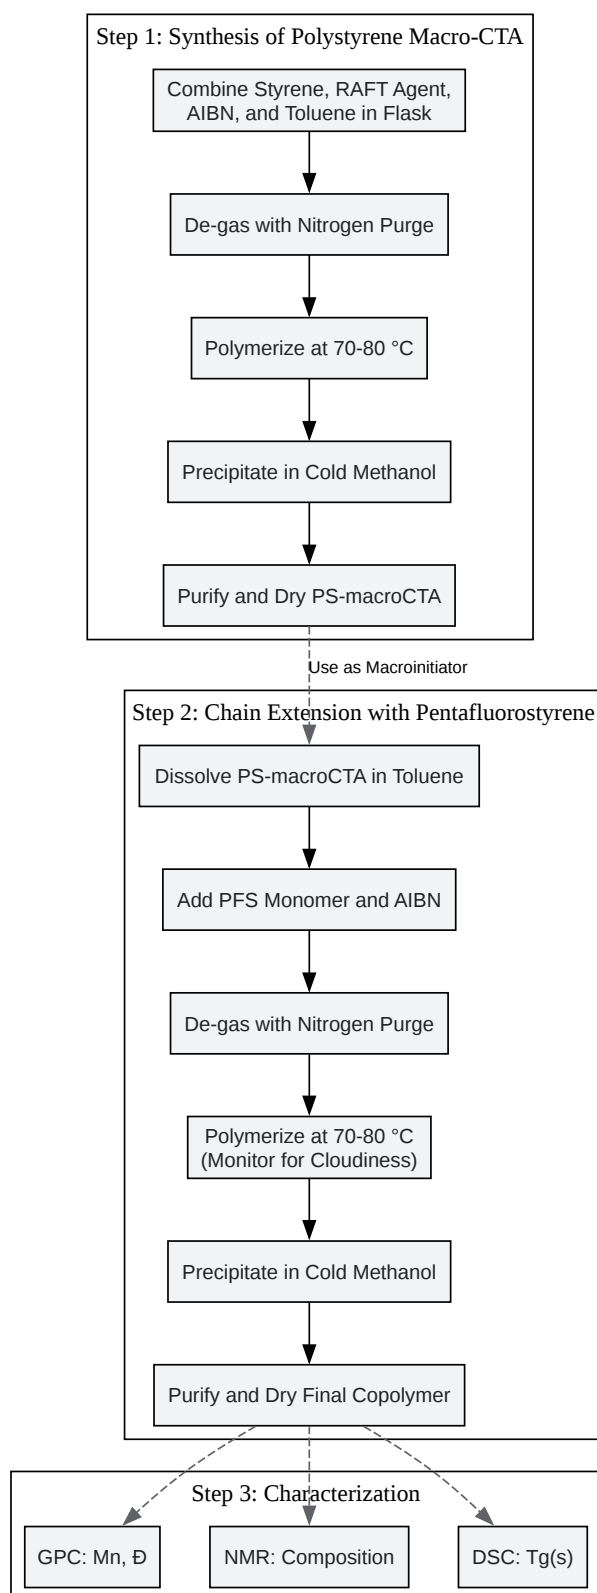 Step 1: Synthesis of Polystyrene Macro-CTA
Combine Styrene, RAFT Agent,
AIBN, and Toluene in Flask
De-gas with Nitrogen Purge
Polymerize at 70-80 °C
Precipitate in Cold Methanol
Purify and Dry PS-macroCTA
Use as Macroinitiator
Step 2: Chain Extension with Pentafluorostyrene
Dissolve PS-macroCTA in Toluene
Add PFS Monomer and AIBN
De-gas with Nitrogen Purge
Polymerize at 70-80 °C
(Monitor for Cloudiness)
Precipitate in Cold Methanol
Purify and Dry Final Copolymer
Step 3: Characterization
GPC: Mn, Đ
NMR: Composition
DSC: Tg(s)